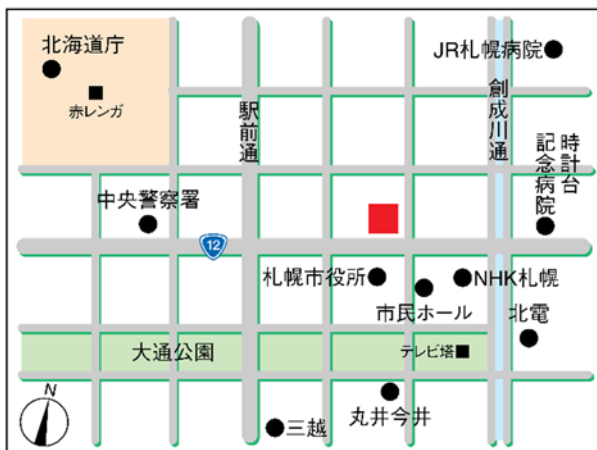 北海道庁
赤レンガ
駅前通
JR札幌病院
創成川通
時計台
記念病院
中央警察署
12
札幌市役所
NHK札幌
市民ホール
北電
大通公園
テレビ塔
丸井今井
三越
N